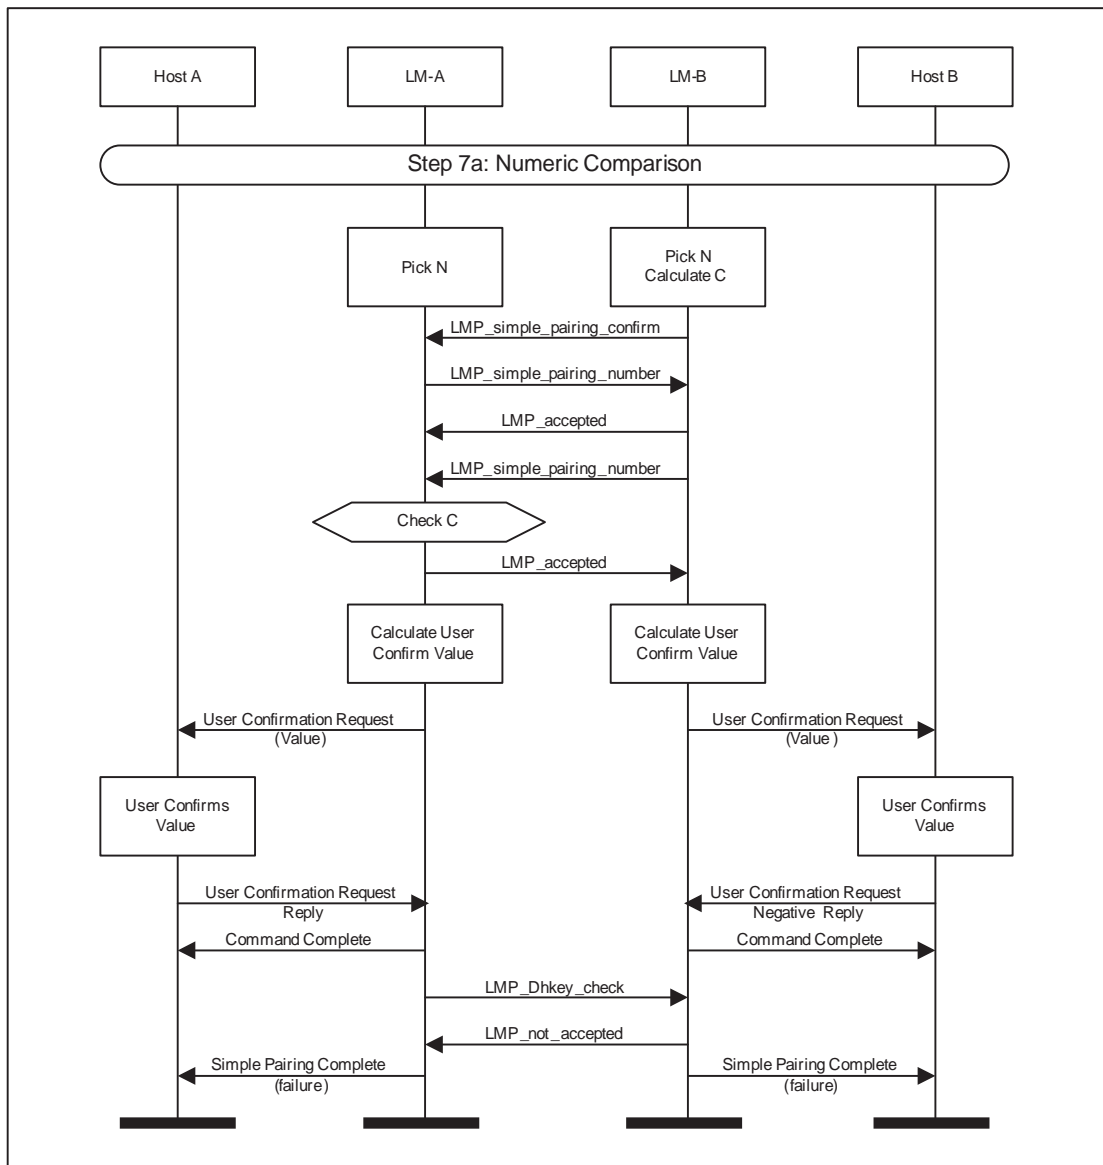 Host A
LM-A
LM-B
Host B
Step 7a: Numeric Comparison
Pick N
Pick N
Calculate C
LMP_simple_pairing_confirm
LMP_simple_pairing_number
LMP_accepted
LMP_simple_pairing_number
Check C
LMP_accepted
Calculate User
Confirm Value
Calculate User
Confirm Value
User Confirmation Request
(Value)
User Confirmation Request
(Value )
User Confirms
Value
User Confirms
Value
User Confirmation Request
Reply
User Confirmation Request
Negative Reply
Command Complete
Command Complete
LMP_Dhkey_check
LMP_not_accepted
Simple Pairing Complete
(failure)
Simple Pairing Complete
(failure)